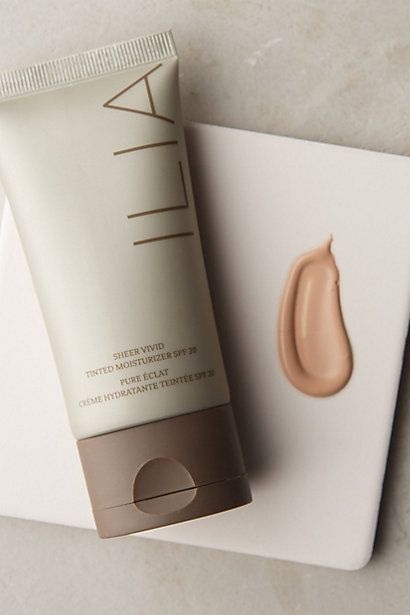 ILIA
SHEER VIVID
TINTED MOISTURIZER SPF 20
PURE ÉCLAT
CRÈME HYDRATANTE TEINTÉE SPF 20